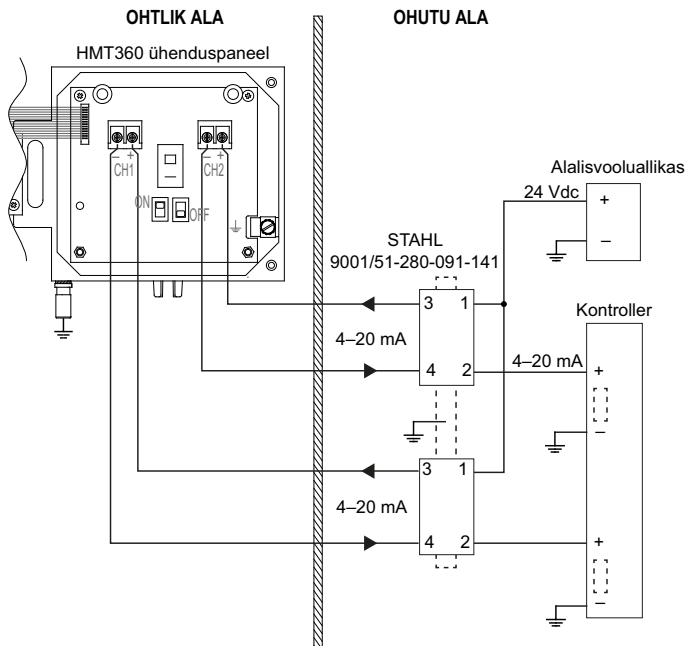 OHTLIK ALA
OHUTU ALA
HMT360 ühenduspaneel
– +
CH1
– +
CH2
ON
OFF
Alalisvooluallikas
24 Vdc
+
–
STAHL
9001/51-280-091-141
3 1
4–20 mA
4 2
Kontroller
4–20 mA
+
–
3 1
4–20 mA
4 2
+
–